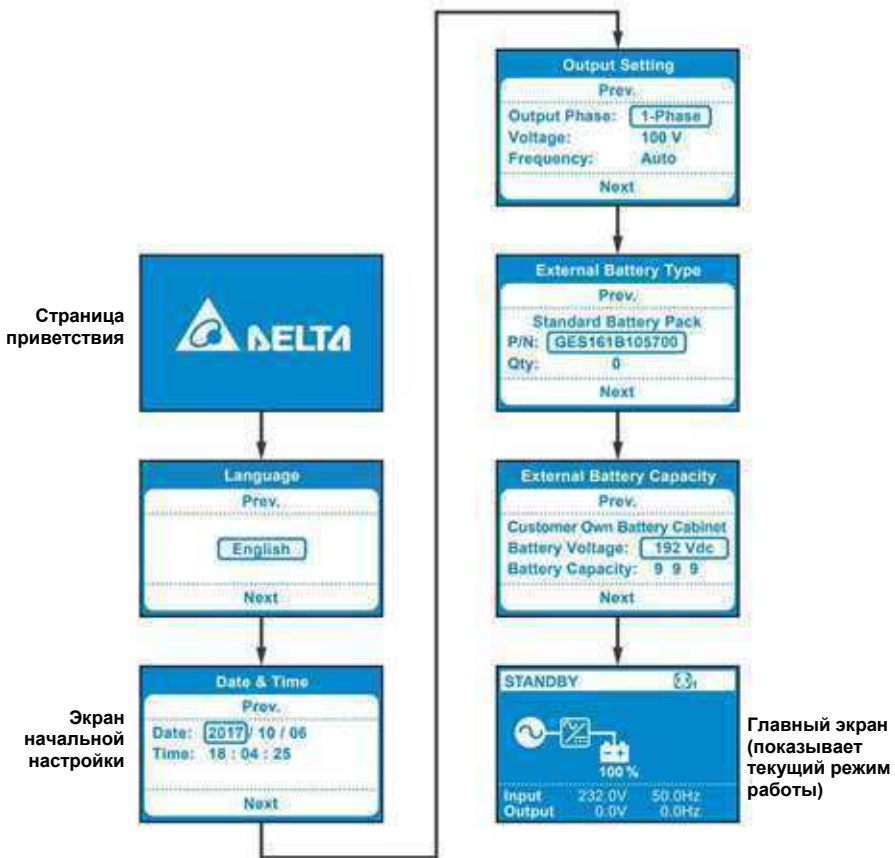 Страница
приветствия
DELTA
Language
Prev.
English
Next
Экран
начальной
настройки
Date & Time
Prev.
Date: 2017 / 10 / 06
Time: 18 : 04 : 25
Next
Output Setting
Prev.
Output Phase: 1-Phase
Voltage: 100 V
Frequency: Auto
Next
External Battery Type
Prev.
Standard Battery Pack
P/N: GES161B105700
Qty: 0
Next
External Battery Capacity
Prev.
Customer Own Battery Cabinet
Battery Voltage: 192 Vdc
Battery Capacity: 9 9 9
Next
STANDBY
100 %
Input 232.0V 50.0Hz
Output 0.0V 0.0Hz
Главный экран
(показывает
текущий режим
работы)